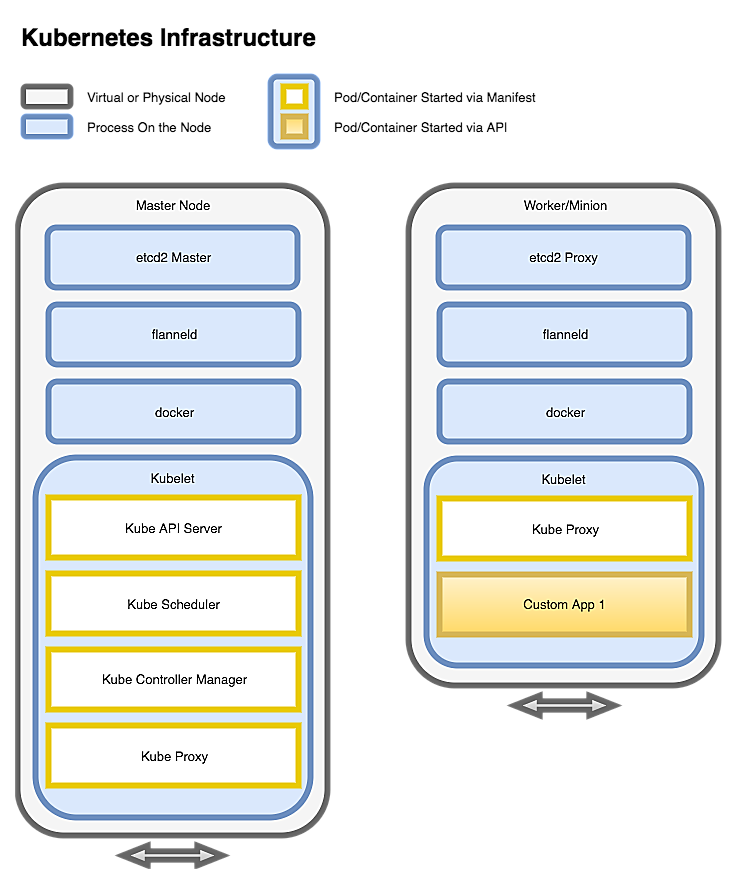 Kubernetes Infrastructure
Virtual or Physical Node
Process On the Node
Pod/Container Started via Manifest
Pod/Container Started via API
Master Node
etcd2 Master
flanneld
docker
Kubelet
Kube API Server
Kube Scheduler
Kube Controller Manager
Kube Proxy
Worker/Minion
etcd2 Proxy
flanneld
docker
Kubelet
Kube Proxy
Custom App 1